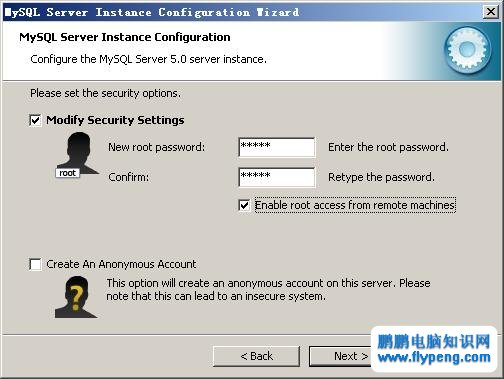 MySQL Server Instance Configuration Wizard
MySQL Server Instance Configuration
Configure the MySQL Server 5.0 server instance.
Please set the security options.
Modify Security Settings
root
New root password: ***** Enter the root password.
Confirm: ***** Retype the password.
Enable root access from remote machines
Create An Anonymous Account
This option will create an anonymous account on this server. Please
note that this can lead to an insecure system.
< Back
Next >
鹏鹏电脑知识网
www.flypeng.com